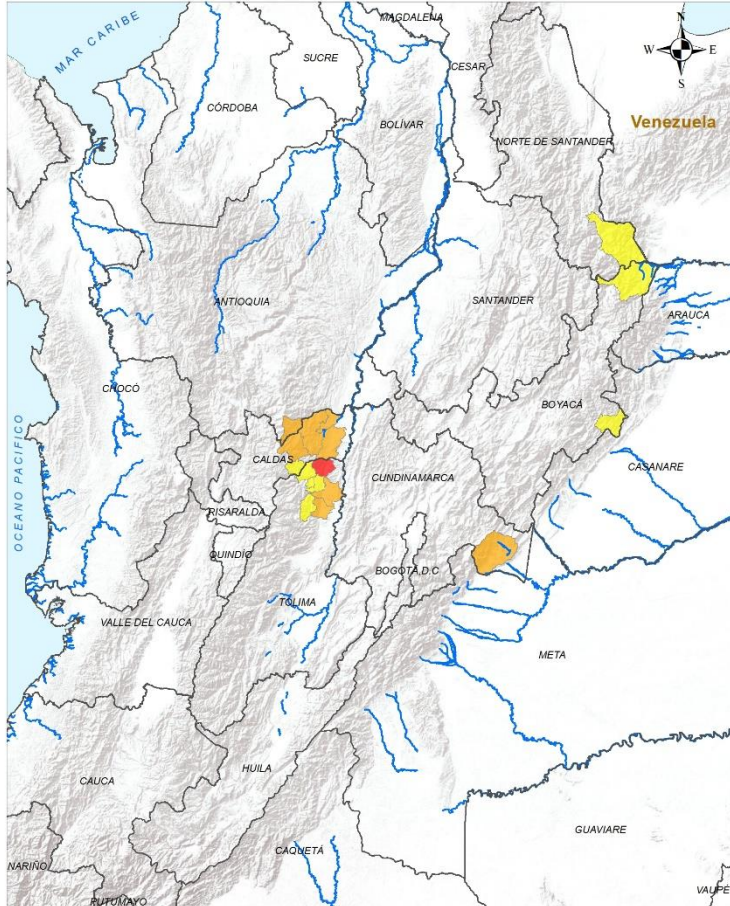 MAGDALENA
N
W E
S
MAR CARIBE
SUCRE
CESAR
CÓRDOBA
BOLÍVAR
Venezuela
NORTE DE SANTANDER
ANTIOQUIA
SANTANDER
ARAUCA
CHOCÓ
BOYACÁ
CALDAS
CUNDINAMARCA
CASANARE
RISARALDA
OCEANO PACIFICO
QUINDÍO
BOGOTÁ,D.C
TOLIMA
VALLE DEL CAUCA
META
HUILA
CAUCA
GUAVIARE
CAQUETÁ
NARIÑO
PUTUMAYO
VAUPÉ